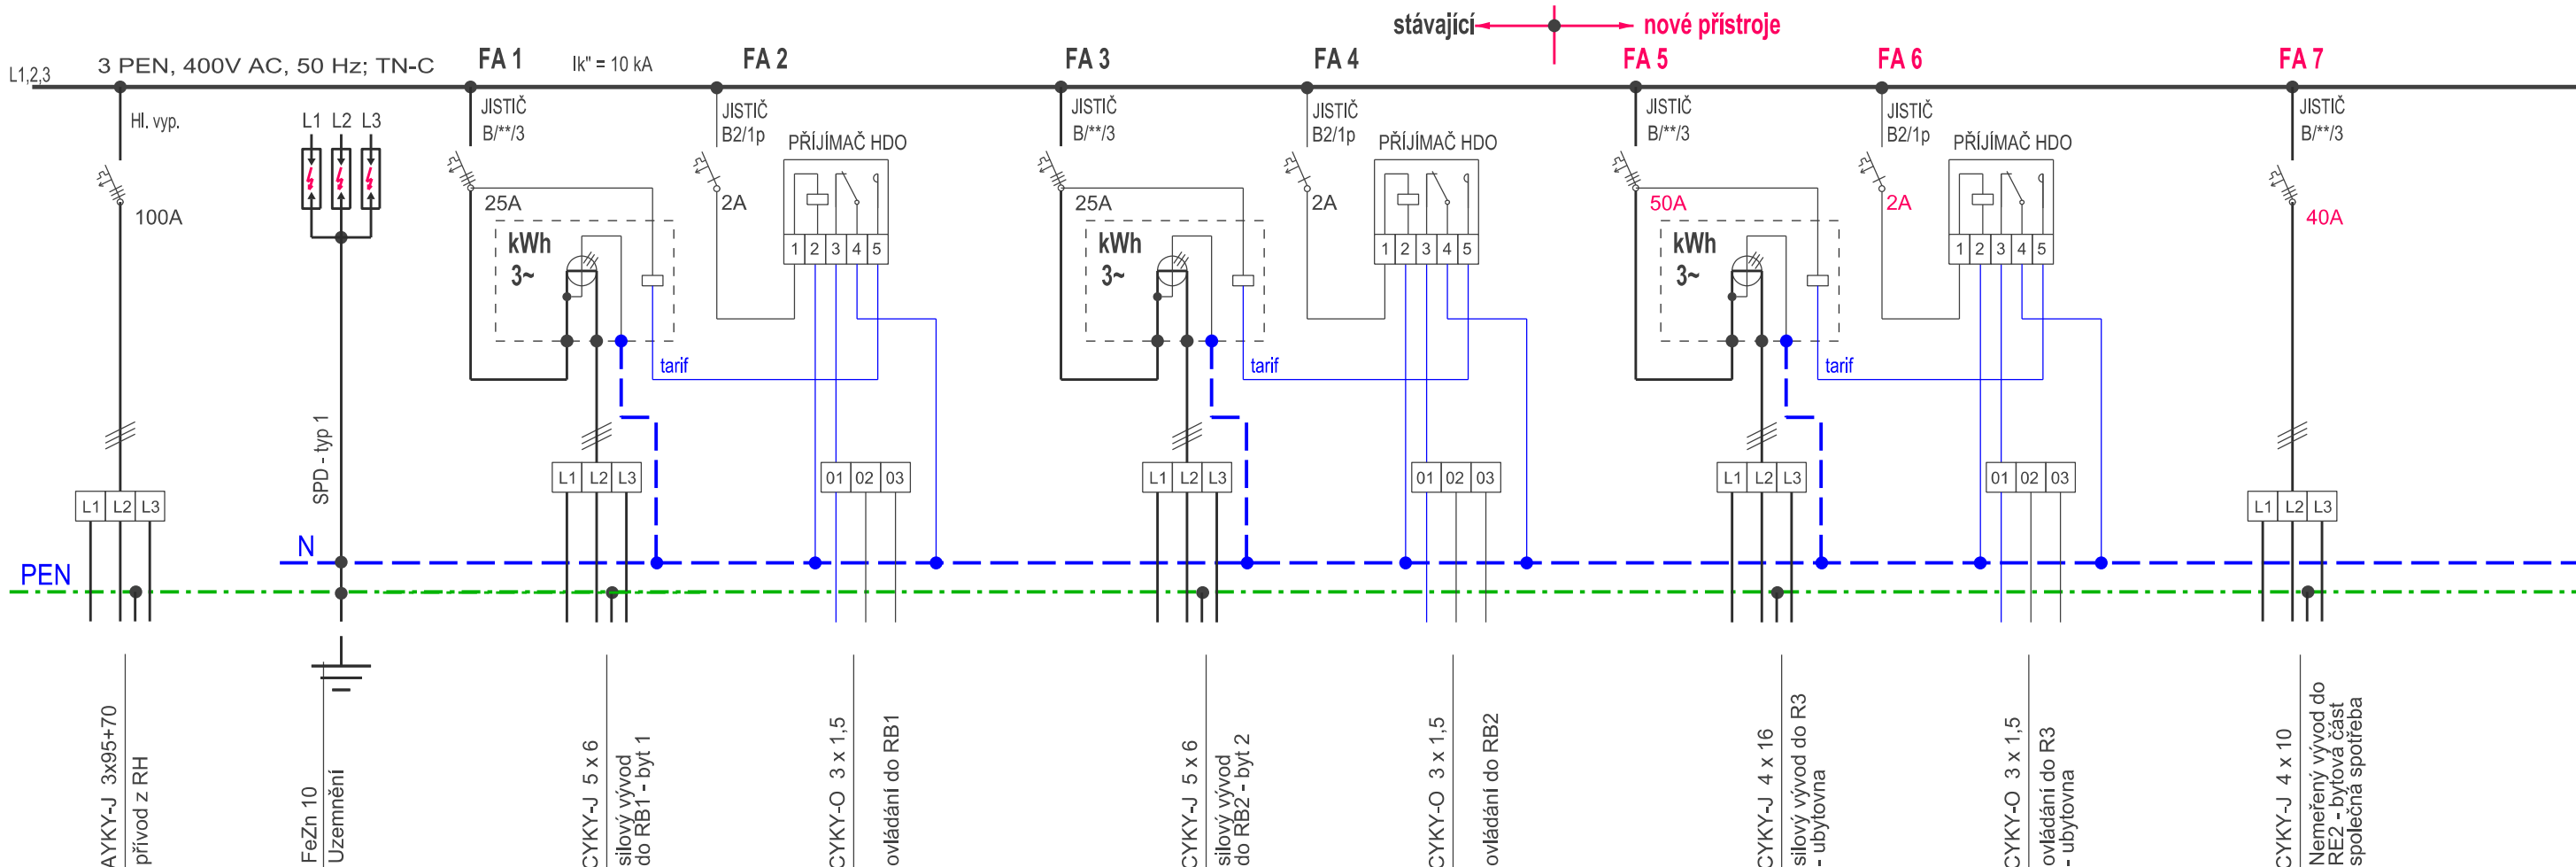 stávající
nové přístroje
L1,2,3
3 PEN, 400V AC, 50 Hz; TN-C
FA 1
Ik" = 10 kA
FA 2
FA 3
FA 4
FA 5
FA 6
FA 7
Hl. vyp.
100A
L1 L2 L3
SPD - typ 1
JISTIČ
B/**/3
25A
kWh
3~
tarif
JISTIČ
B2/1p
2A
PŘÍJÍMAČ HDO
1 2 3 4 5
JISTIČ
B/**/3
25A
kWh
3~
tarif
JISTIČ
B2/1p
2A
PŘÍJÍMAČ HDO
1 2 3 4 5
JISTIČ
B/**/3
50A
kWh
3~
tarif
JISTIČ
B2/1p
2A
PŘÍJÍMAČ HDO
1 2 3 4 5
JISTIČ
B/**/3
40A
L1 L2 L3
L1 L2 L3
01 02 03
L1 L2 L3
01 02 03
L1 L2 L3
01 02 03
L1 L2 L3
N
PEN
AYKY-J 3x95+70
přívod z RH
FeZn 10
Uzemnění
CYKY-J 5 x 6
silový vývod
do RB1 - byt 1
CYKY-O 3 x 1,5
ovládání do RB1
CYKY-J 5 x 6
silový vývod
do RB2 - byt 2
CYKY-O 3 x 1,5
ovládání do RB2
CYKY-J 4 x 16
silový vývod do R3
- ubytovna
CYKY-O 3 x 1,5
ovládání do R3
- ubytovna
CYKY-J 4 x 10
Neměřený vývod do
RE2 - bytová část
společná spotřeba